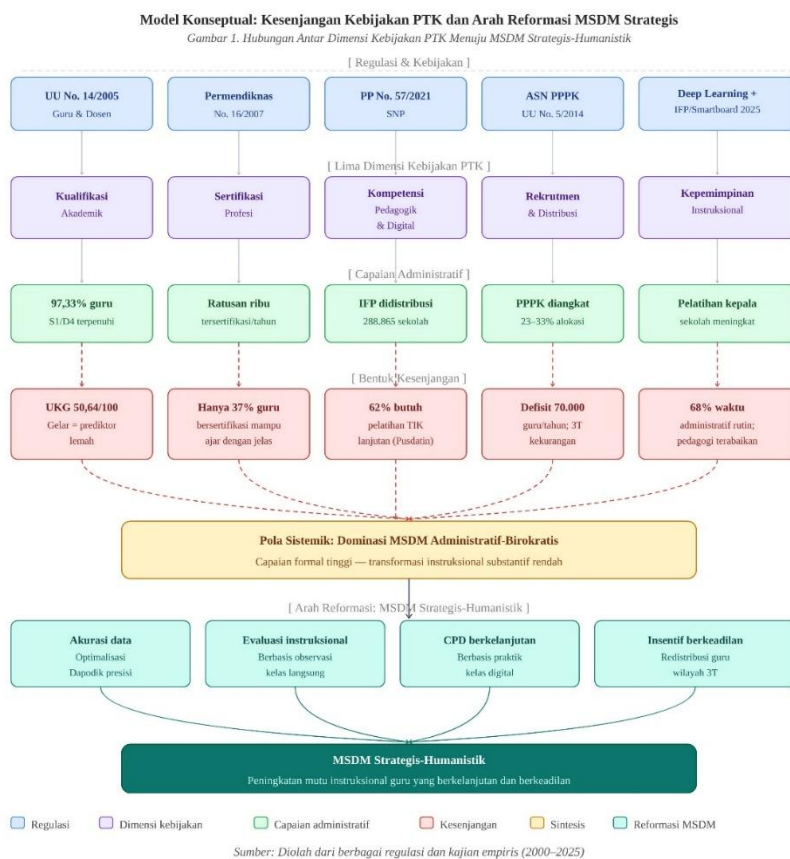 Model Konseptual: Kesenjangan Kebijakan PTK dan Arah Reformasi MSDM Strategis
Gambar 1. Hubungan Antar Dimensi Kebijakan PTK Menuju MSDM Strategis-Humanistik
[ Regulasi & Kebijakan ]
UU No. 14/2005
Guru & Dosen
Permendiknas
No. 16/2007
PP No. 57/2021
SNP
ASN PPPK
UU No. 5/2014
Deep Learning +
IFP/Smartboard 2025
[ Lima Dimensi Kebijakan PTK ]
Kualifikasi
Akademik
Sertifikasi
Profesi
Kompetensi
Pedagogik
& Digital
Rekrutmen
& Distribusi
Kepemimpinan
Instruksional
[ Capaian Administratif ]
97,33% guru
S1/D4 terpenuhi
Ratusan ribu
tersertifikasi/tahun
IFP didistribusi
288.865 sekolah
PPPK diangkat
23–33% alokasi
Pelatihan kepala
sekolah meningkat
[ Bentuk Kesenjangan ]
UKG 50,64/100
Gelar = prediktor
lemah
Hanya 37% guru
bersertifikasi mampu
ajar dengan jelas
62% butuh
pelatihan TIK
lanjutan (Pusdatin)
Defisit 70.000
guru/tahun; 3T
kekurangan
68% waktu
administratif rutin;
pedagogi terabaikan
Pola Sistemik: Dominasi MSDM Administratif-Birokratis
Capaian formal tinggi — transformasi instruksional substantif rendah
[ Arah Reformasi: MSDM Strategis-Humanistik ]
Akurasi data
Optimalisasi
Dapodik presisi
Evaluasi instruksional
Berbasis observasi
kelas langsung
CPD berkelanjutan
Berbasis praktik
kelas digital
Insentif berkeadilan
Redistribusi guru
wilayah 3T
MSDM Strategis-Humanistik
Peningkatan mutu instruksional guru yang berkelanjutan dan berkeadilan
Regulasi
Dimensi kebijakan
Capaian administratif
Kesenjangan
Sintesis
Reformasi MSDM
Sumber: Diolah dari berbagai regulasi dan kajian empiris (2000–2025)